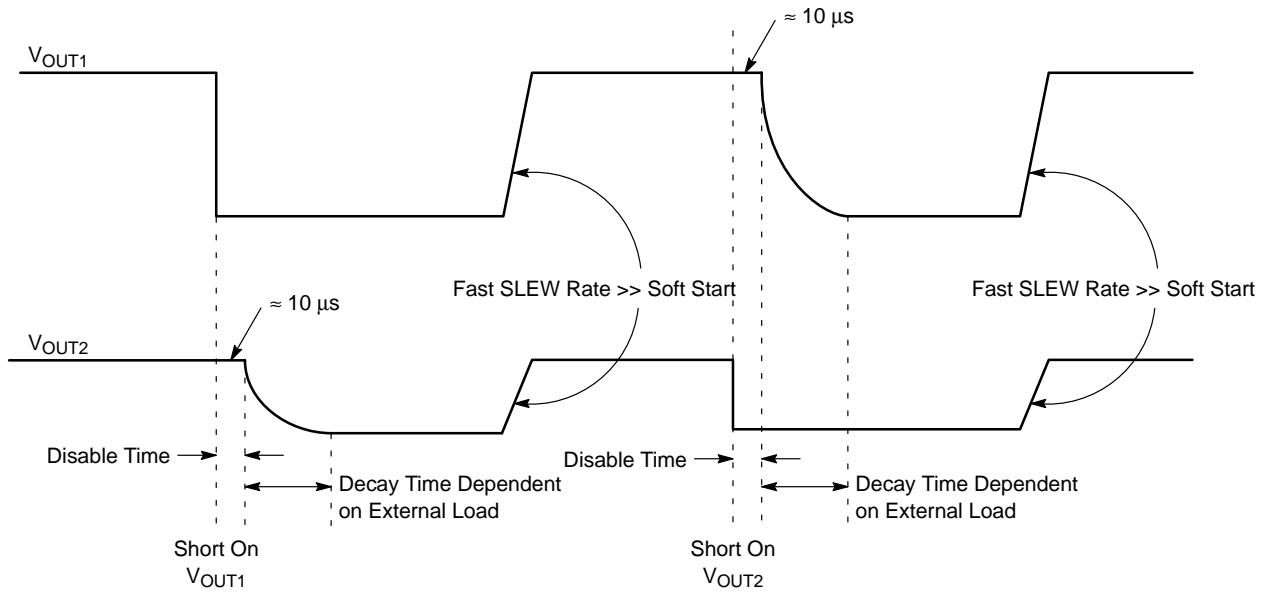 ≈ 10 μs
VOUT1
Fast SLEW Rate >> Soft Start
Fast SLEW Rate >> Soft Start
≈ 10 μs
VOUT2
Disable Time
Disable Time
Decay Time Dependent
on External Load
Decay Time Dependent
on External Load
Short On
VOUT1
Short On
VOUT2